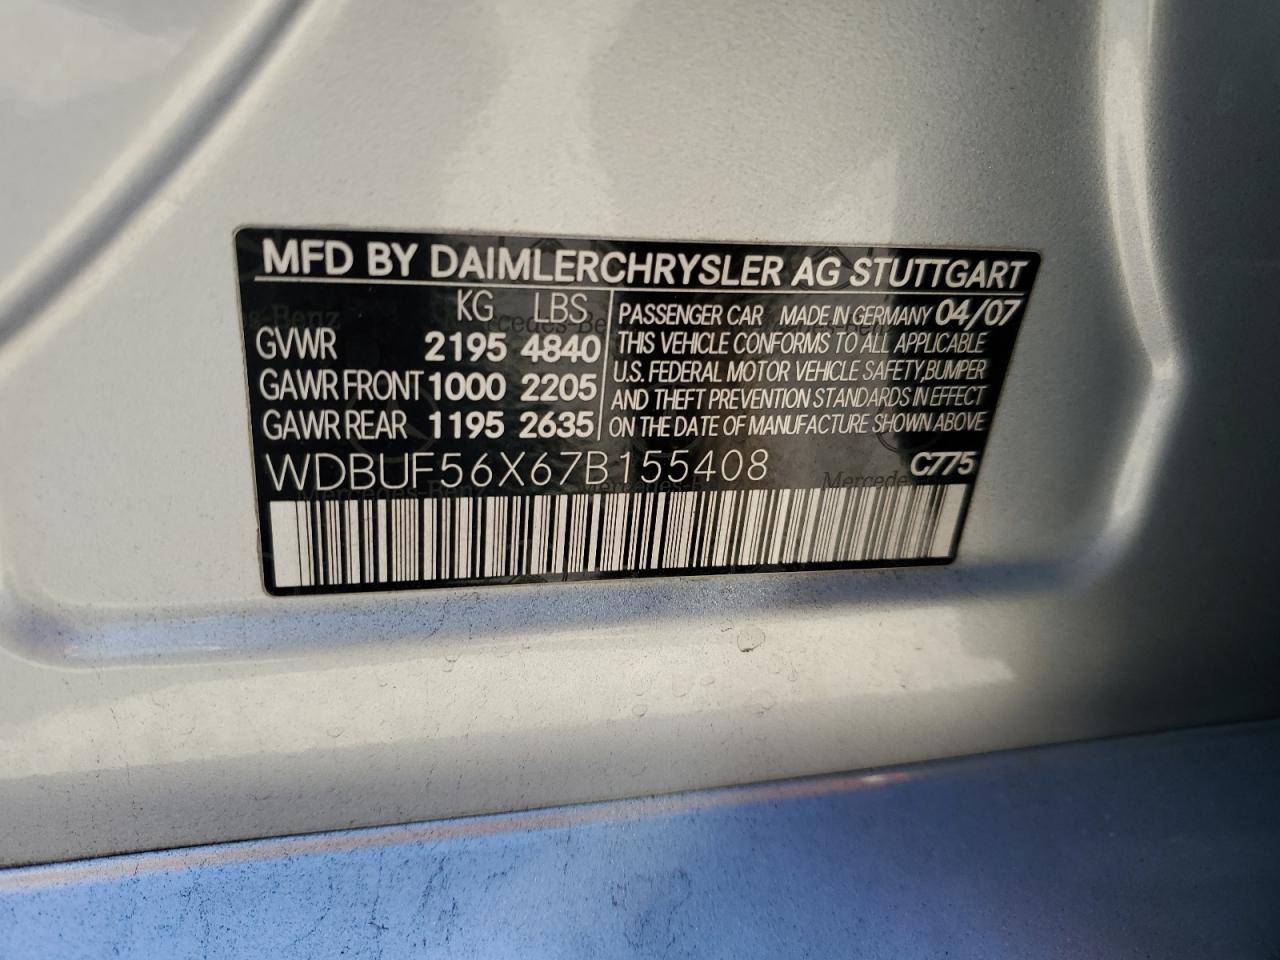 MFD BY DAIMLERCHRYSLER AG STUTTGART
KG LBS
GVWR 2195 4840
GAWR FRONT 1000 2205
GAWR REAR 1195 2635
PASSENGER CAR MADE IN GERMANY 04/07
THIS VEHICLE CONFORMS TO ALL APPLICABLE
U.S. FEDERAL MOTOR VEHICLE SAFETY,BUMPER
AND THEFT PREVENTION STANDARDS IN EFFECT
ON THE DATE OF MANUFACTURE SHOWN ABOVE
WDBUF56X67B155408 C775